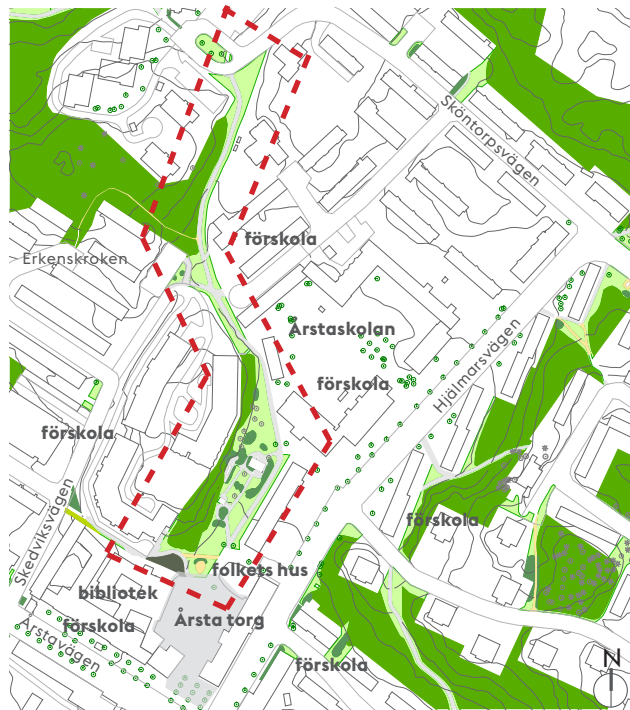 Sköntorpsvägen
förskola
Erkenskroken
Årstaskolan
förskola
Hjälmarsvägen
förskola
Skedviksvägen
förskola
folkets hus
bibliotek
Årsta torg
förskola
Årstavägen
förskola
N